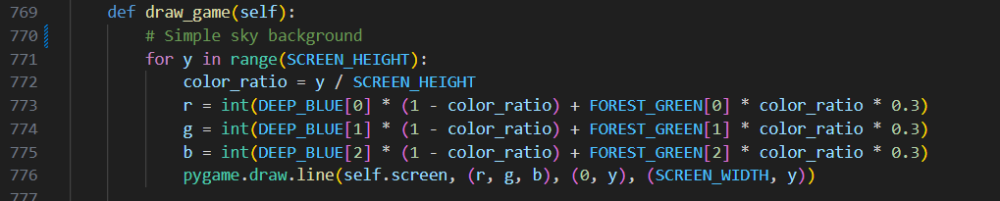 769 def draw_game(self):
770 # Simple sky background
771 for y in range(SCREEN_HEIGHT):
772 color_ratio = y / SCREEN_HEIGHT
773 r = int(DEEP_BLUE[0] * (1 - color_ratio) + FOREST_GREEN[0] * color_ratio * 0.3)
774 g = int(DEEP_BLUE[1] * (1 - color_ratio) + FOREST_GREEN[1] * color_ratio * 0.3)
775 b = int(DEEP_BLUE[2] * (1 - color_ratio) + FOREST_GREEN[2] * color_ratio * 0.3)
776 pygame.draw.line(self.screen, (r, g, b), (0, y), (SCREEN_WIDTH, y))
777